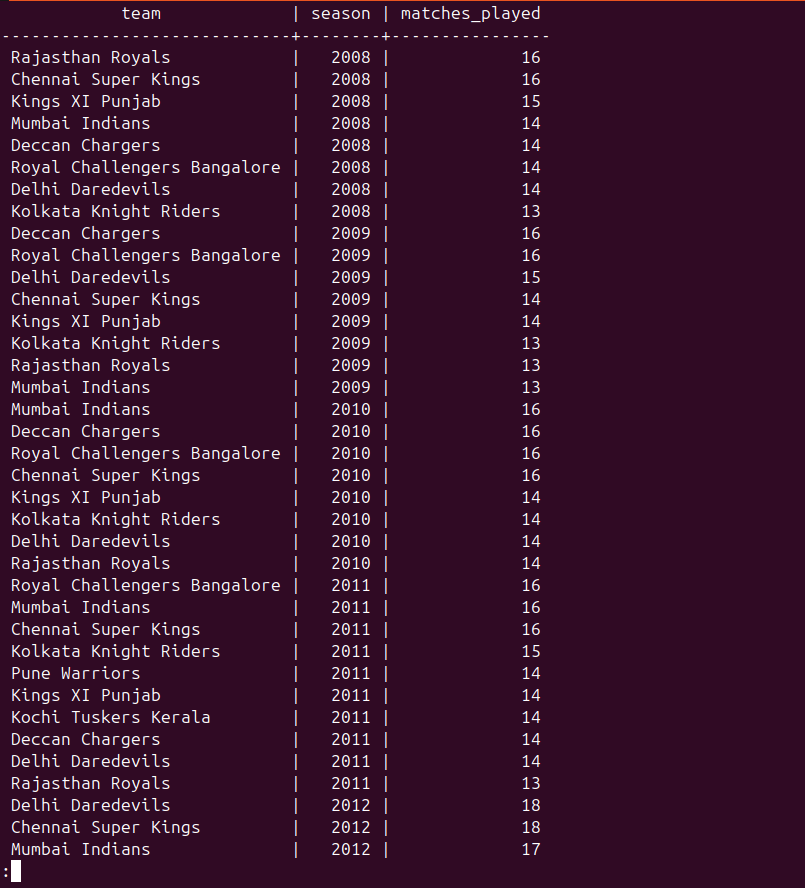 team             | season | matches_played
-----------------------------+--------+----------------
 Rajasthan Royals            |   2008 |             16
 Chennai Super Kings         |   2008 |             16
 Kings XI Punjab             |   2008 |             15
 Mumbai Indians              |   2008 |             14
 Deccan Chargers             |   2008 |             14
 Royal Challengers Bangalore |   2008 |             14
 Delhi Daredevils            |   2008 |             14
 Kolkata Knight Riders       |   2008 |             13
 Deccan Chargers             |   2009 |             16
 Royal Challengers Bangalore |   2009 |             16
 Delhi Daredevils            |   2009 |             15
 Chennai Super Kings         |   2009 |             14
 Kings XI Punjab             |   2009 |             14
 Kolkata Knight Riders       |   2009 |             13
 Rajasthan Royals            |   2009 |             13
 Mumbai Indians              |   2009 |             13
 Mumbai Indians              |   2010 |             16
 Deccan Chargers             |   2010 |             16
 Royal Challengers Bangalore |   2010 |             16
 Chennai Super Kings         |   2010 |             16
 Kings XI Punjab             |   2010 |             14
 Kolkata Knight Riders       |   2010 |             14
 Delhi Daredevils            |   2010 |             14
 Rajasthan Royals            |   2010 |             14
 Royal Challengers Bangalore |   2011 |             16
 Mumbai Indians              |   2011 |             16
 Chennai Super Kings         |   2011 |             16
 Kolkata Knight Riders       |   2011 |             15
 Pune Warriors               |   2011 |             14
 Kings XI Punjab             |   2011 |             14
 Kochi Tuskers Kerala        |   2011 |             14
 Deccan Chargers             |   2011 |             14
 Delhi Daredevils            |   2011 |             14
 Rajasthan Royals            |   2011 |             13
 Delhi Daredevils            |   2012 |             18
 Chennai Super Kings         |   2012 |             18
 Mumbai Indians              |   2012 |             17
: